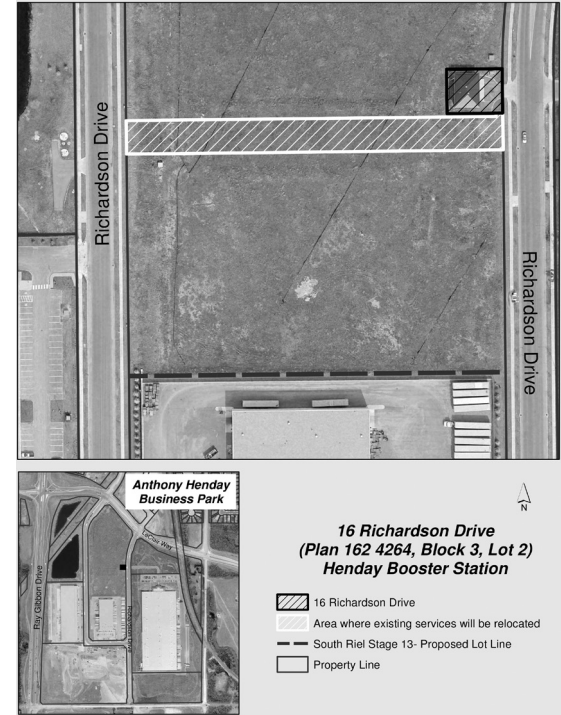 Richardson Drive
Richardson Drive
Anthony Henday
Business Park
LeClair Way
Ray Gibbon Drive
Richardson Drive
N
16 Richardson Drive
(Plan 162 4264, Block 3, Lot 2)
Henday Booster Station
16 Richardson Drive
Area where existing services will be relocated
South Riel Stage 13- Proposed Lot Line
Property Line